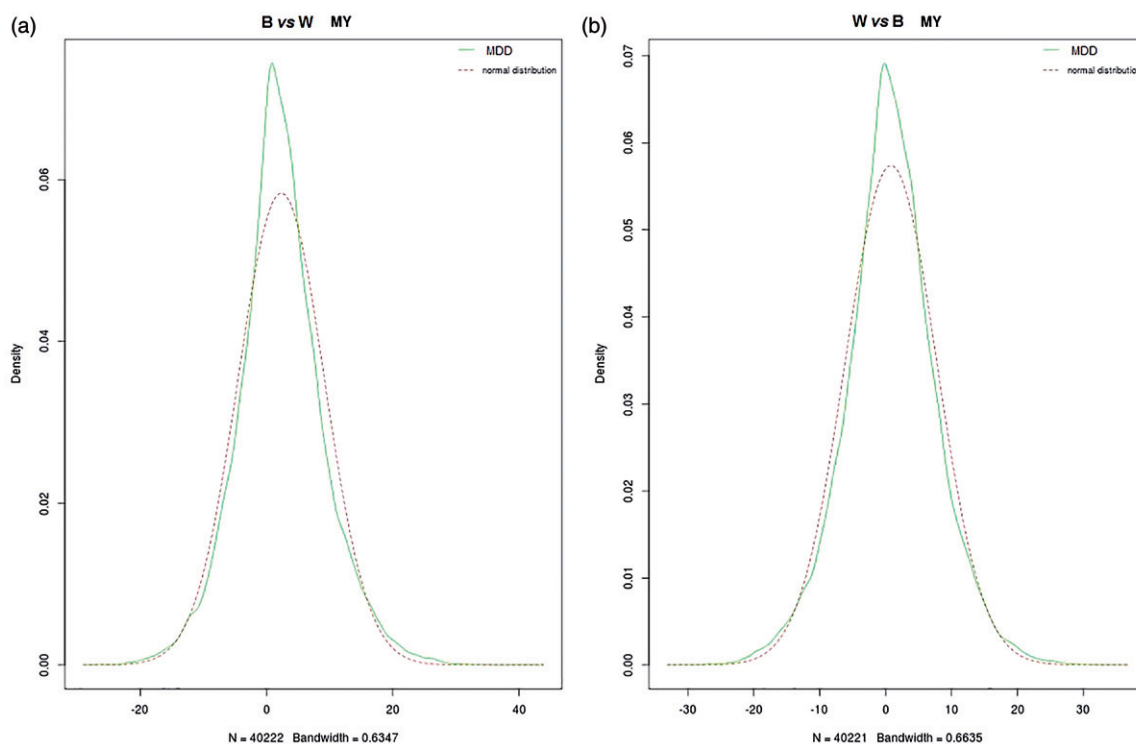 (a)
B vs W MY
MDD
normal distribution
Density
0.06
0.04
0.02
0.00
-20
0
20
40
N = 40222 Bandwidth = 0.6347
(b)
W vs B MY
MDD
normal distribution
Density
0.07
0.06
0.05
0.04
0.03
0.02
0.01
0.00
-30
-20
-10
0
10
20
30
N = 40221 Bandwidth = 0.6635